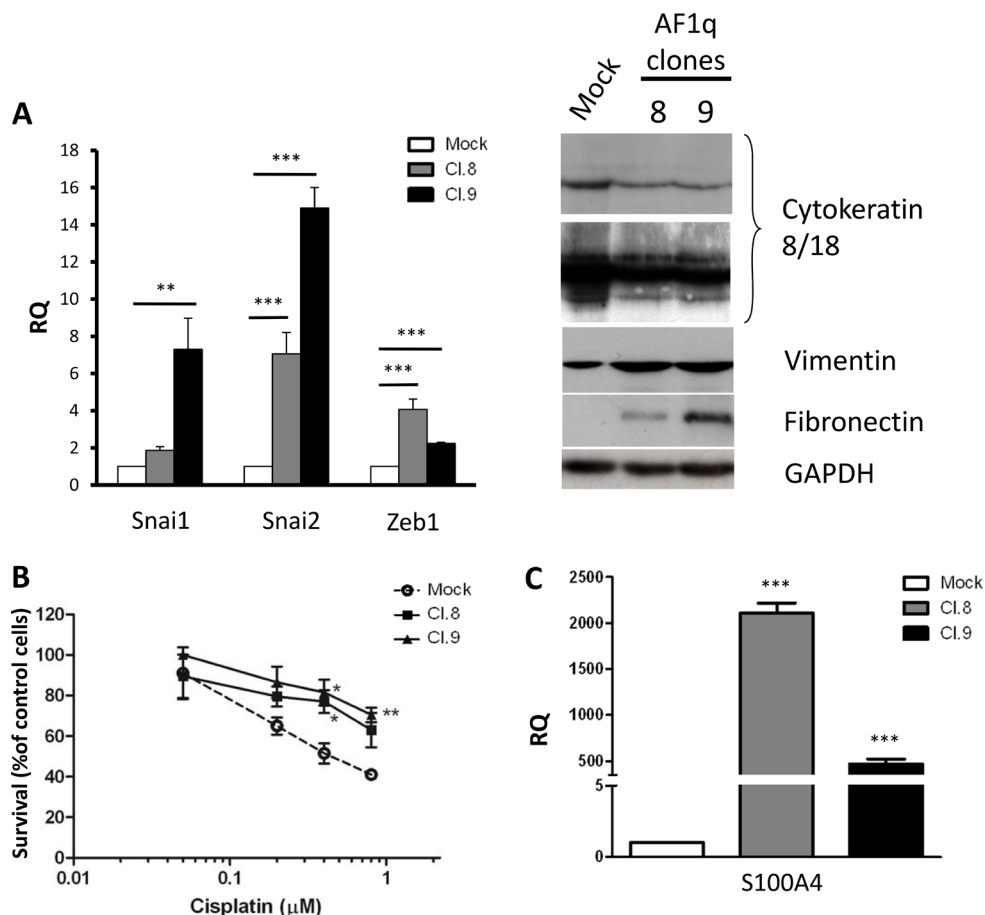 A
18
16
14
12
10
8
6
4
2
0
RQ
Mock
Cl.8
Cl.9
**
***
***
***
***
Snai1
Snai2
Zeb1
AF1q
clones
Mock
8
9
Cytokeratin
8/18
Vimentin
Fibronectin
GAPDH
B
Mock
Cl.8
Cl.9
Survival (%of control cells)
120
100
80
60
40
20
0
*
*
**
0.01
0.1
1
Cisplatin (µM)
C
2500
2000
1500
1000
500
5
0
RQ
Mock
Cl.8
Cl.9
***
***
S100A4